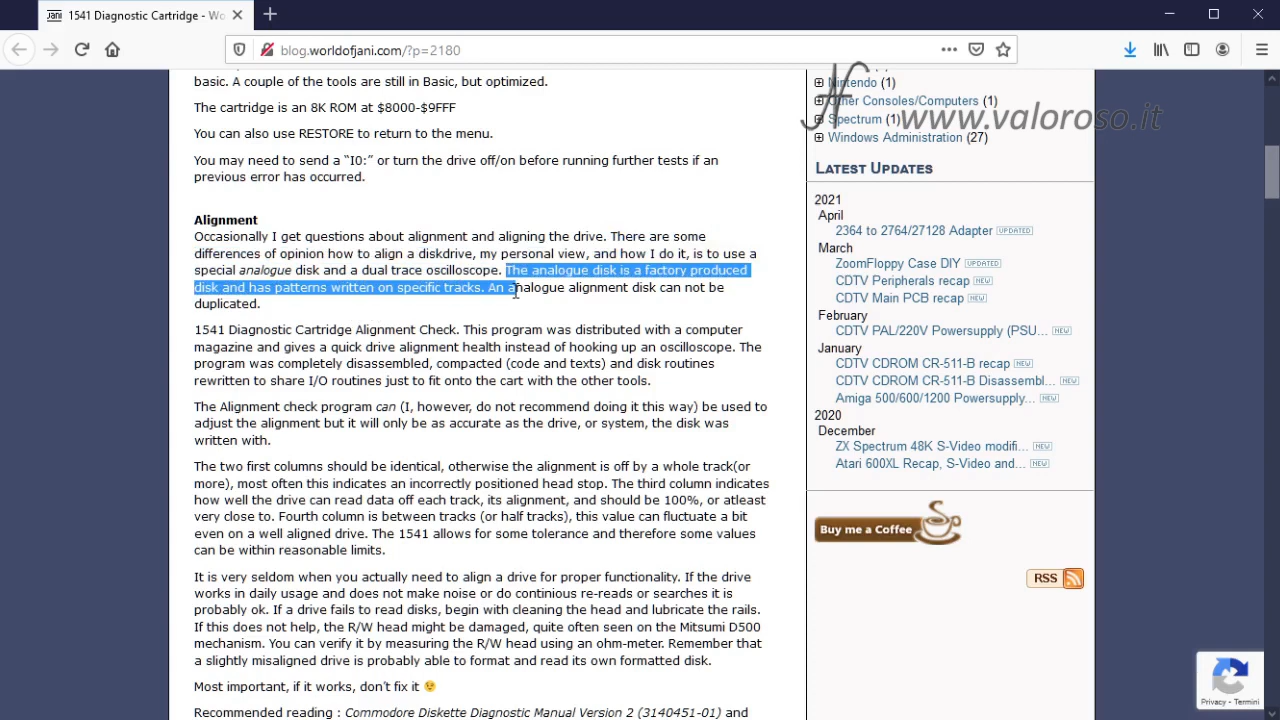 Jani
1541 Diagnostic Cartridge - Wo
blog.worldofjani.com/?p=2180
basic. A couple of the tools are still in Basic, but optimized.
The cartridge is an 8K ROM at $8000-$9FFF
You can also use RESTORE to return to the menu.
You may need to send a “I0:” or turn the drive off/on before running further tests if an
previous error has occurred.
Alignment
Occasionally I get questions about alignment and aligning the drive. There are some
differences of opinion how to align a diskdrive, my personal view, and how I do it, is to use a
special analogue disk and a dual trace oscilloscope. The analogue disk is a factory produced
disk and has patterns written on specific tracks. An analogue alignment disk can not be
duplicated.
1541 Diagnostic Cartridge Alignment Check. This program was distributed with a computer
magazine and gives a quick drive alignment health instead of hooking up an oscilloscope. The
program was completely disassembled, compacted (code and texts) and disk routines
rewritten to share I/O routines just to fit onto the cart with the other tools.
The Alignment check program can (I, however, do not recommend doing it this way) be used to
adjust the alignment but it will only be as accurate as the drive, or system, the disk was
written with.
The two first columns should be identical, otherwise the alignment is off by a whole track(or
more), most often this indicates an incorrectly positioned head stop. The third column indicates
how well the drive can read data off each track, its alignment, and should be 100%, or atleast
very close to. Fourth column is between tracks (or half tracks), this value can fluctuate a bit
even on a well aligned drive. The 1541 allows for some tolerance and therefore some values
can be within reasonable limits.
It is very seldom when you actually need to align a drive for proper functionality. If the drive
works in daily usage and does not make noise or do continious re-reads or searches it is
probably ok. If a drive fails to read disks, begin with cleaning the head and lubricate the rails.
If this does not help, the R/W head might be damaged, quite often seen on the Mitsumi D500
mechanism. You can verify it by measuring the R/W head using an ohm-meter. Remember that
a slightly misaligned drive is probably able to format and read its own formatted disk.
Most important, if it works, don’t fix it 😉
Recommended reading : Commodore Diskette Diagnostic Manual Version 2 (3140451-01) and
Nintendo (1)
Other Consoles/Computers (1)
Spectrum (1)
Windows Administration (27)
www.valoroso.it
LATEST UPDATES
2021
April
2364 to 2764/27128 Adapter UPDATED
March
ZoomFloppy Case DIY UPDATED
CDTV Peripherals recap NEW
CDTV Main PCB recap NEW
February
CDTV PAL/220V Powersupply (PSU... NEW
January
CDTV CDROM CR-511-B recap NEW
CDTV CDROM CR-511-B Disassembl... NEW
Amiga 500/600/1200 Powersupply... NEW
2020
December
ZX Spectrum 48K S-Video modifi... NEW
Atari 600XL Recap, S-Video and... NEW
Buy me a Coffee
RSS
Privacy - Termini